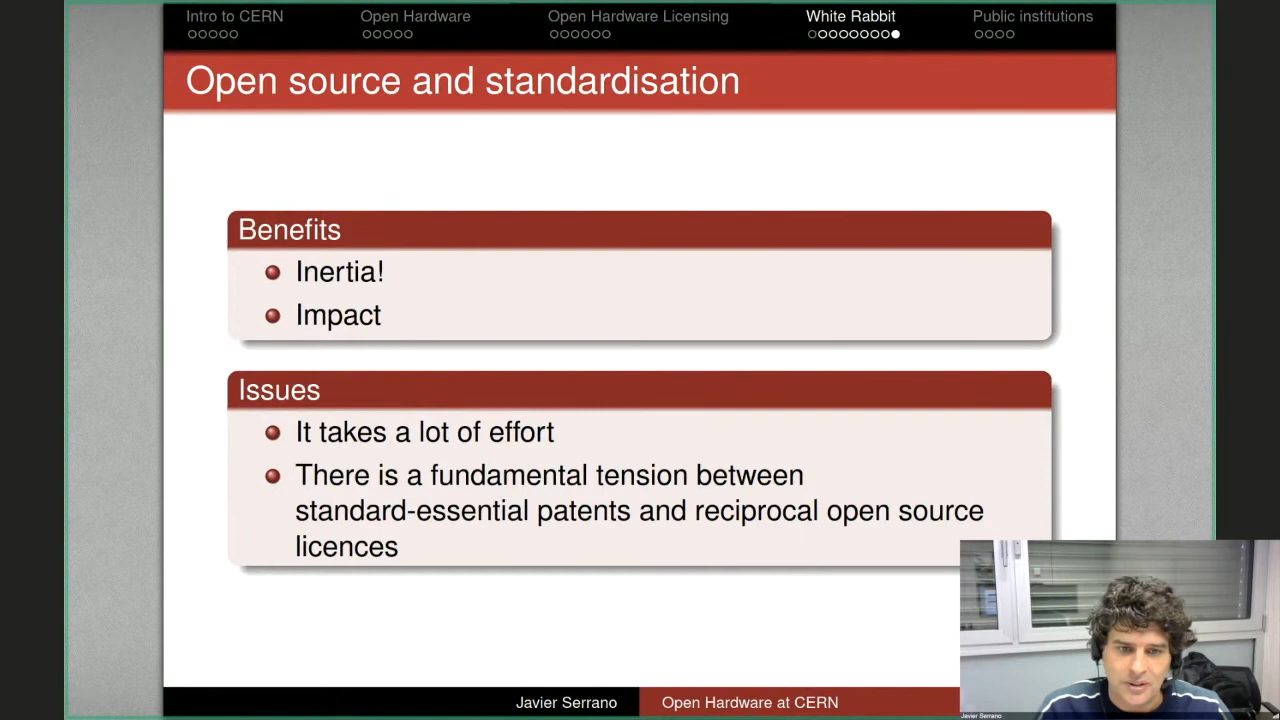 Intro to CERN Open Hardware Open Hardware Licensing White Rabbit Public institutions
Open source and standardisation
Benefits
Inertia!
Impact
Issues
It takes a lot of effort
There is a fundamental tension between
standard-essential patents and reciprocal open source
licences
Javier Serrano Open Hardware at CERN
Javier Serrano